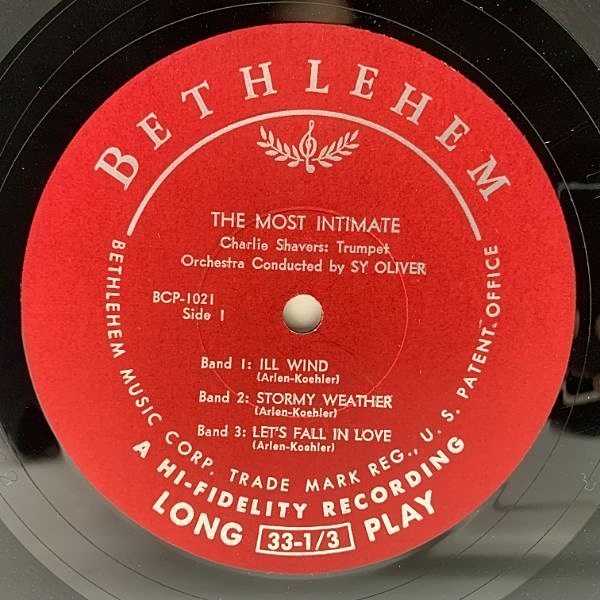 BETHLEHEM
THE MOST INTIMATE
Charlie Shavers: Trumpet
Orchestra Conducted by SY OLIVER
BCP-1021
Side 1
Band 1: ILL WIND
(Arlen-Koehler)
Band 2: STORMY WEATHER
(Arlen-Koehler)
Band 3: LET'S FALL IN LOVE
(Arlen-Koehler)
BETHLEHEM MUSIC CORP. TRADE MARK REG., U. S. PATENT. OFFICE
A HI-FIDELITY RECORDING
LONG 33-1/3 PLAY